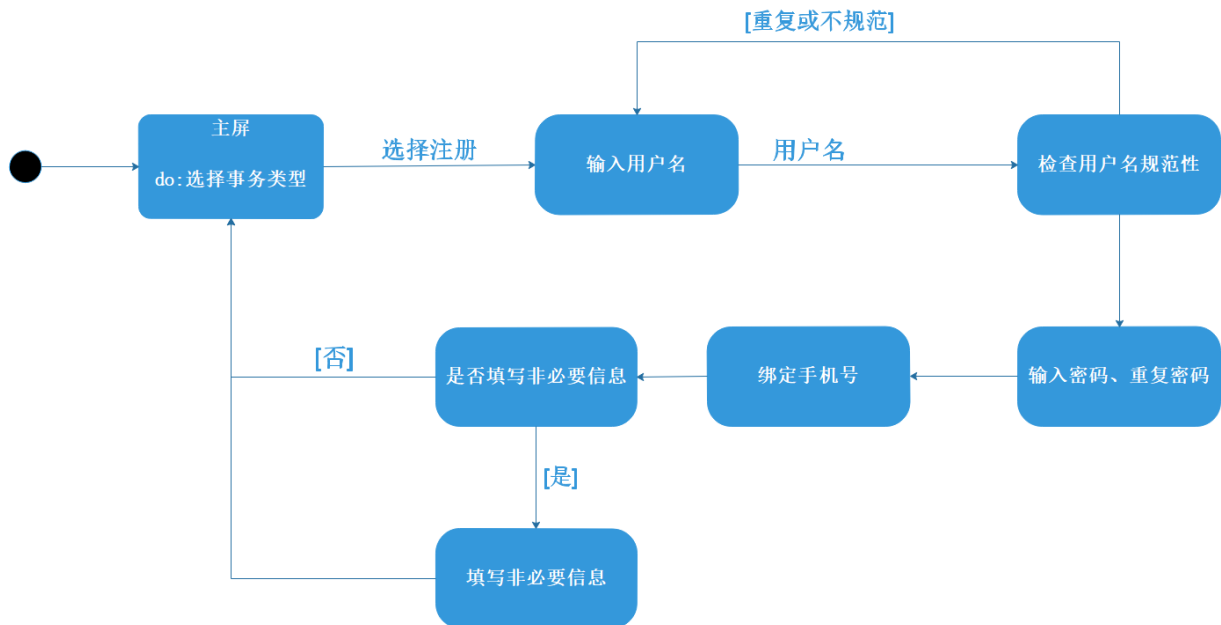 [重复或不规范]
主屏
do:选择事务类型
选择注册
输入用户名
用户名
检查用户名规范性
[否]
是否填写非必要信息
绑定手机号
输入密码、重复密码
[是]
填写非必要信息